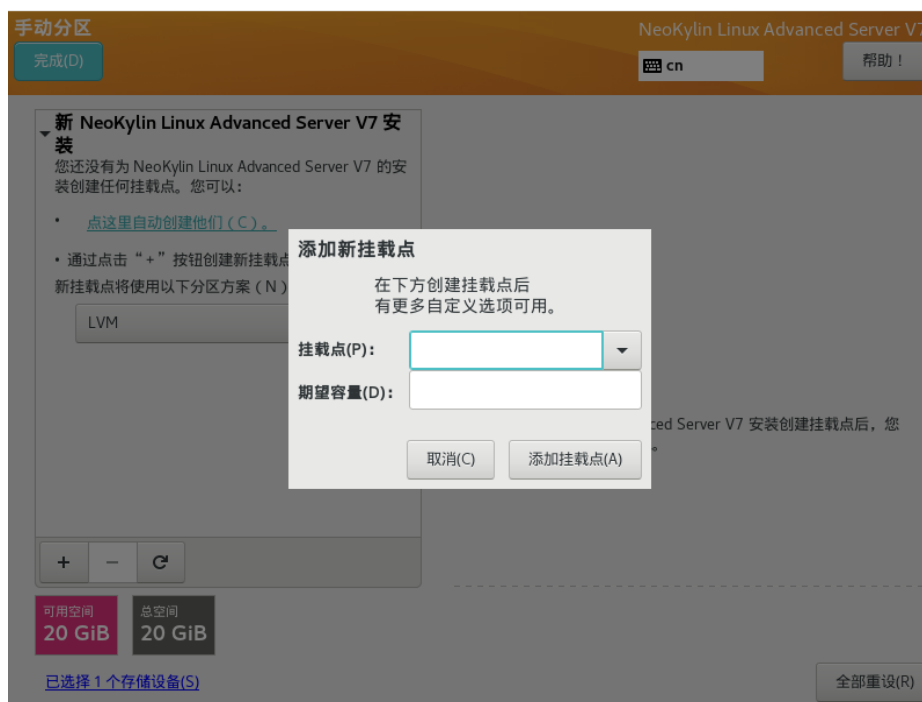 手动分区
NeoKylin Linux Advanced Server V7
完成(D)
cn
帮助！
新 NeoKylin Linux Advanced Server V7 安
装
您还没有为 NeoKylin Linux Advanced Server V7 的安
装创建任何挂载点。您可以:
• 点这里自动创建他们 ( C ) 。
• 通过点击“+”按钮创建新挂载点
新挂载点将使用以下分区方案 ( N )
LVM
添加新挂载点
在下方创建挂载点后
有更多自定义选项可用。
挂载点(P):
期望容量(D):
取消(C)
添加挂载点(A)
ced Server V7 安装创建挂载点后，您
。
+
−
可用空间
20 GiB
总空间
20 GiB
已选择 1 个存储设备(S)
全部重设(R)